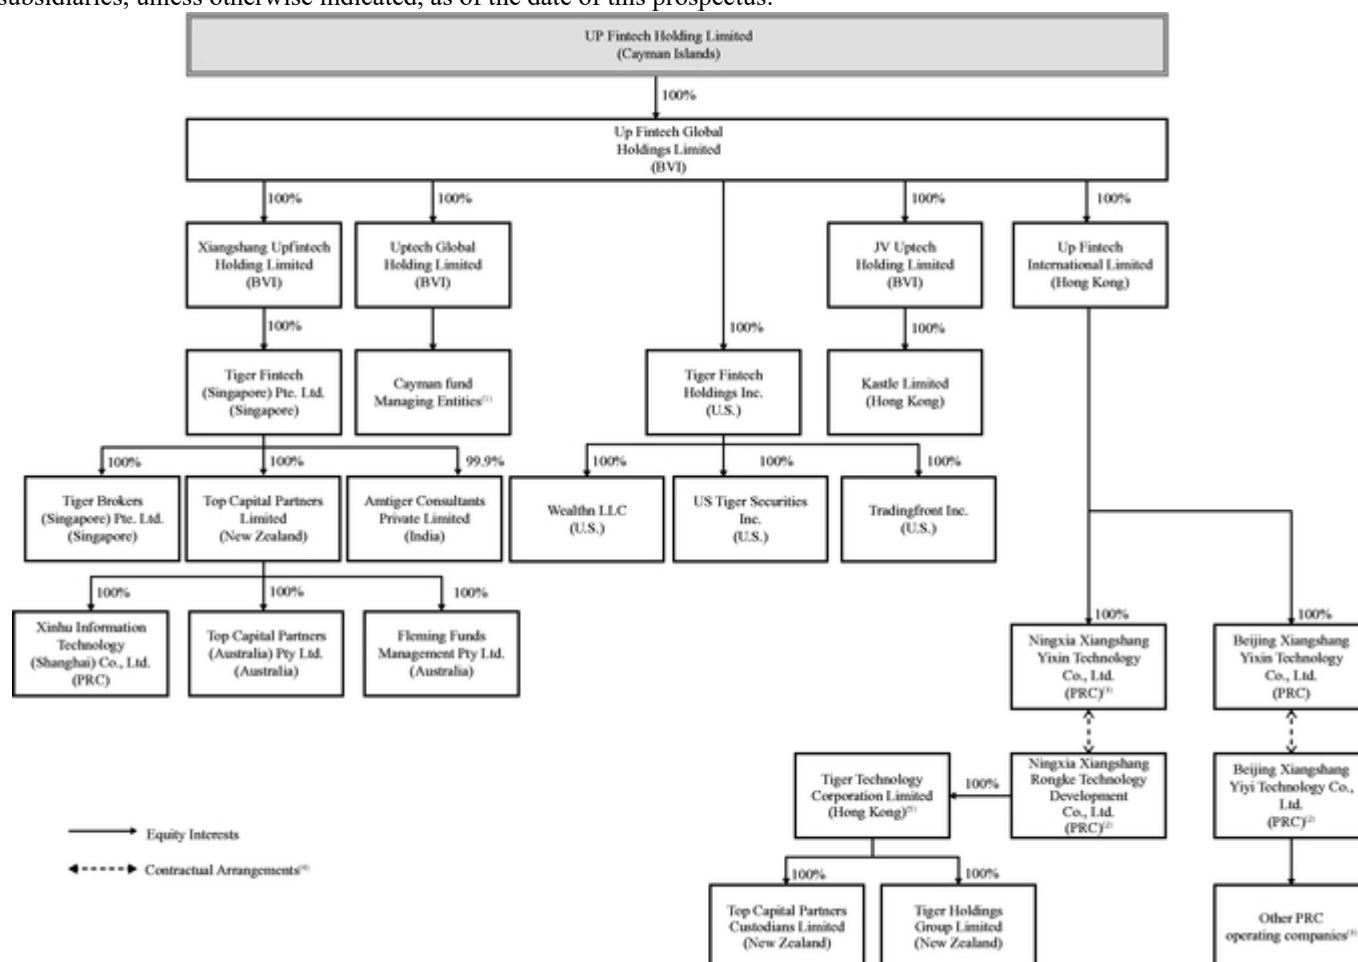 subsidiaries, unless otherwise indicated, as of the date of this prospectus.
UP Fintech Holding Limited
(Cayman Islands)
100%
Up Fintech Global
Holdings Limited
(BVI)
100%
100%
100%
100%
Xiangshang Upfintech
Holding Limited
(BVI)
Uptech Global
Holding Limited
(BVI)
JV Uptech
Holding Limited
(BVI)
Up Fintech
International Limited
(Hong Kong)
100%
100%
100%
Tiger Fintech
(Singapore) Pte. Ltd.
(Singapore)
Cayman fund
Managing Entities(1)
Tiger Fintech
Holdings Inc.
(U.S.)
Kastle Limited
(Hong Kong)
100%
100%
99.9%
100%
100%
100%
Tiger Brokers
(Singapore) Pte. Ltd.
(Singapore)
Top Capital Partners
Limited
(New Zealand)
Amtiger Consultants
Private Limited
(India)
Wealthn LLC
(U.S.)
US Tiger Securities
Inc.
(U.S.)
Tradingfront Inc.
(U.S.)
100%
100%
100%
100%
100%
Xinhu Information
Technology
(Shanghai) Co., Ltd.
(PRC)
Top Capital Partners
(Australia) Pty Ltd.
(Australia)
Fleming Funds
Management Pty Ltd.
(Australia)
Ningxia Xiangshang
Yixin Technology
Co., Ltd.
(PRC)(3)
Beijing Xiangshang
Yixin Technology
Co., Ltd.
(PRC)
Tiger Technology
Corporation Limited
(Hong Kong)(5)
100%
Ningxia Xiangshang
Rongke Technology
Development
Co., Ltd.
(PRC)(2)
Beijing Xiangshang
Yiyi Technology Co.,
Ltd.
(PRC)(2)
Equity Interests
Contractual Arrangements(4)
100%
100%
Top Capital Partners
Custodians Limited
(New Zealand)
Tiger Holdings
Group Limited
(New Zealand)
Other PRC
operating companies(3)